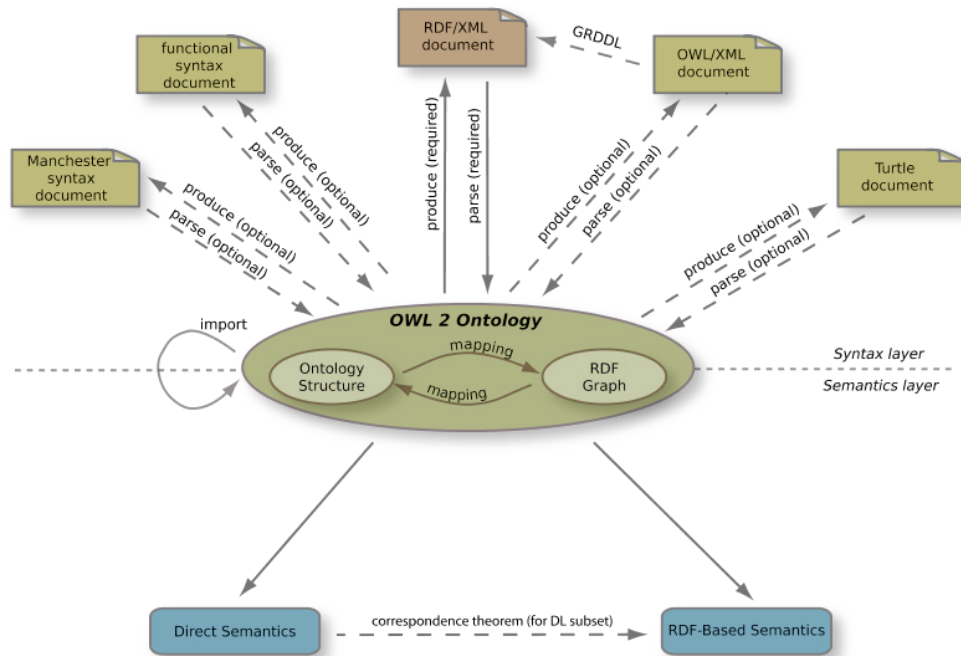 RDF/XML
document
GRDDL
functional
syntax
document
OWL/XML
document
Manchester
syntax
document
Turtle
document
produce (optional)
parse (optional)
produce (optional)
parse (optional)
produce (required)
parse (required)
produce (optional)
parse (optional)
produce (optional)
parse (optional)
OWL 2 Ontology
import
mapping
Ontology
Structure
RDF
Graph
mapping
Syntax layer
Semantics layer
Direct Semantics
correspondence theorem (for DL subset)
RDF-Based Semantics